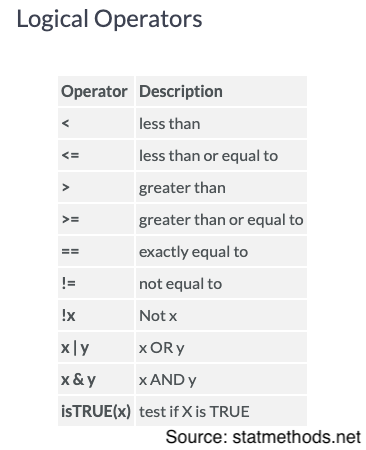 Logical Operators
Operator Description
< less than
<= less than or equal to
> greater than
>= greater than or equal to
== exactly equal to
!= not equal to
!x Not x
x | y x OR y
x & y x AND y
isTRUE(x) test if X is TRUE
Source: statmethods.net